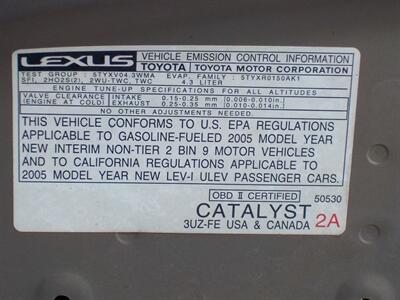 LEXUS VEHICLE EMISSION CONTROL INFORMATION
TOYOTA TOYOTA MOTOR CORPORATION
TEST GROUP : 5TYXV04.3WMA EVAP. FAMILY : 5TYXR0150AK1
SFI, 2HO2S(2), 2WU-TWC, TWC 4.3 LITER
ENGINE TUNE-UP SPECIFICATIONS FOR ALL ALTITUDES
VALVE CLEARANCE INTAKE 0.15-0.25 mm (0.006-0.010in.)
(ENGINE AT COLD) EXHAUST 0.25-0.35 mm (0.010-0.014in.)
NO OTHER ADJUSTMENTS NEEDED
THIS VEHICLE CONFORMS TO U.S. EPA REGULATIONS
APPLICABLE TO GASOLINE-FUELED 2005 MODEL YEAR
NEW INTERIM NON-TIER 2 BIN 9 MOTOR VEHICLES
AND TO CALIFORNIA REGULATIONS APPLICABLE TO
2005 MODEL YEAR NEW LEV-I ULEV PASSENGER CARS.
OBD II CERTIFIED 50530
CATALYST
3UZ-FE USA & CANADA 2A